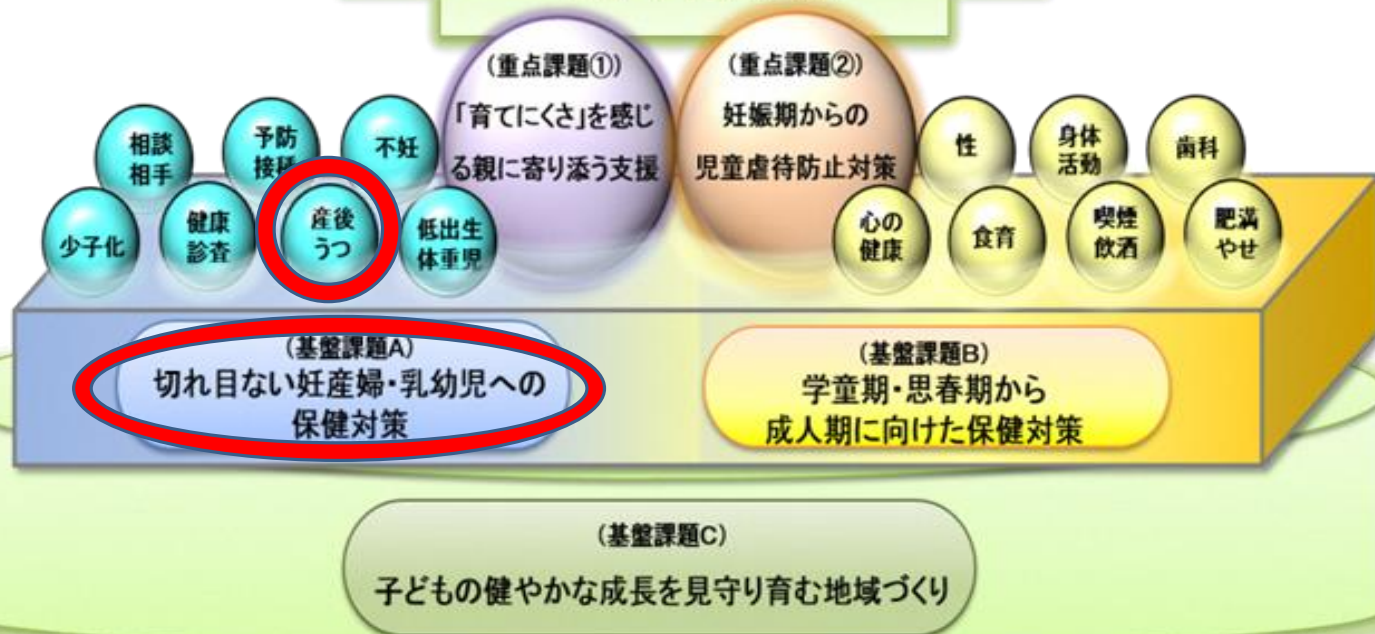 (重点課題①)
「育てにくさ」を感じ
る親に寄り添う支援
(重点課題②)
妊娠期からの
児童虐待防止対策
相談
相手
予防
接種
不妊
少子化
健康
診査
産後
うつ
低出生
体重児
性
身体
活動
歯科
心の
健康
食育
喫煙
飲酒
肥満
やせ
(基盤課題A)
切れ目ない妊産婦・乳幼児への
保健対策
(基盤課題B)
学童期・思春期から
成人期に向けた保健対策
(基盤課題C)
子どもの健やかな成長を見守り育む地域づくり